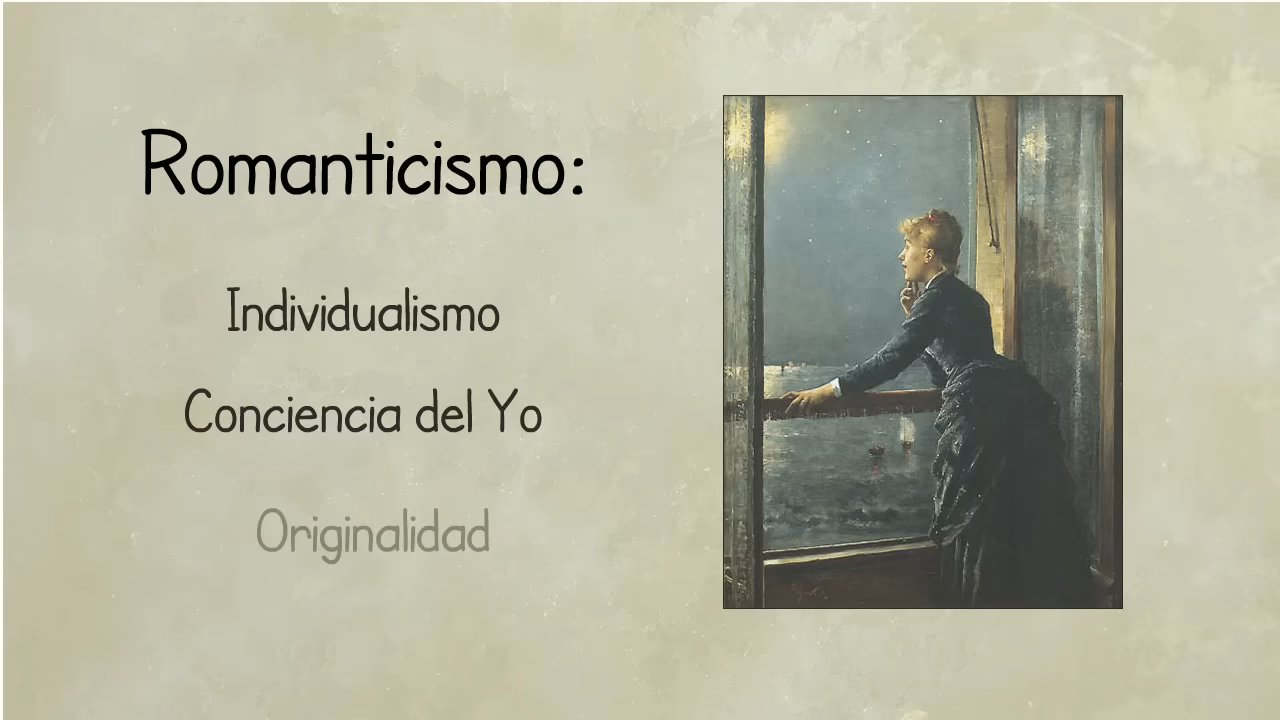 Romanticismo:
Individualismo
Conciencia del Yo
Originalidad